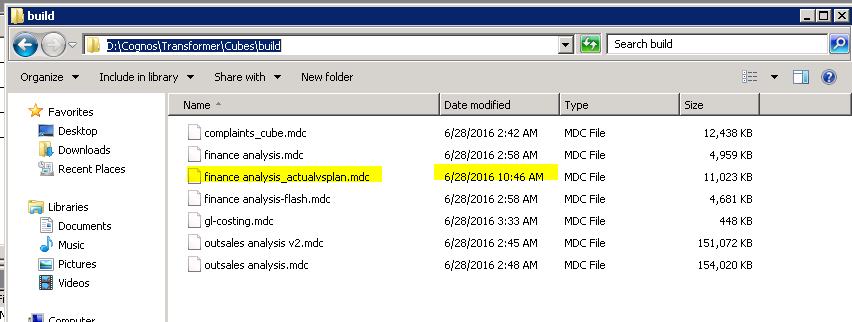 build
D:\Cognos\Transformer\Cubes\build
Search build
Organize Include in library Share with New folder
Favorites
Desktop
Downloads
Recent Places
Libraries
Documents
Music
Pictures
Videos
Computer
Name Date modified Type Size
complaints_cube.mdc 6/28/2016 2:42 AM MDC File 12,438 KB
finance analysis.mdc 6/28/2016 2:58 AM MDC File 4,959 KB
finance analysis_actualvsplan.mdc 6/28/2016 10:46 AM MDC File 11,023 KB
finance analysis-flash.mdc 6/28/2016 2:58 AM MDC File 4,681 KB
gl-costing.mdc 6/28/2016 3:33 AM MDC File 448 KB
outsales analysis v2.mdc 6/28/2016 2:45 AM MDC File 151,072 KB
outsales analysis.mdc 6/28/2016 2:48 AM MDC File 154,020 KB